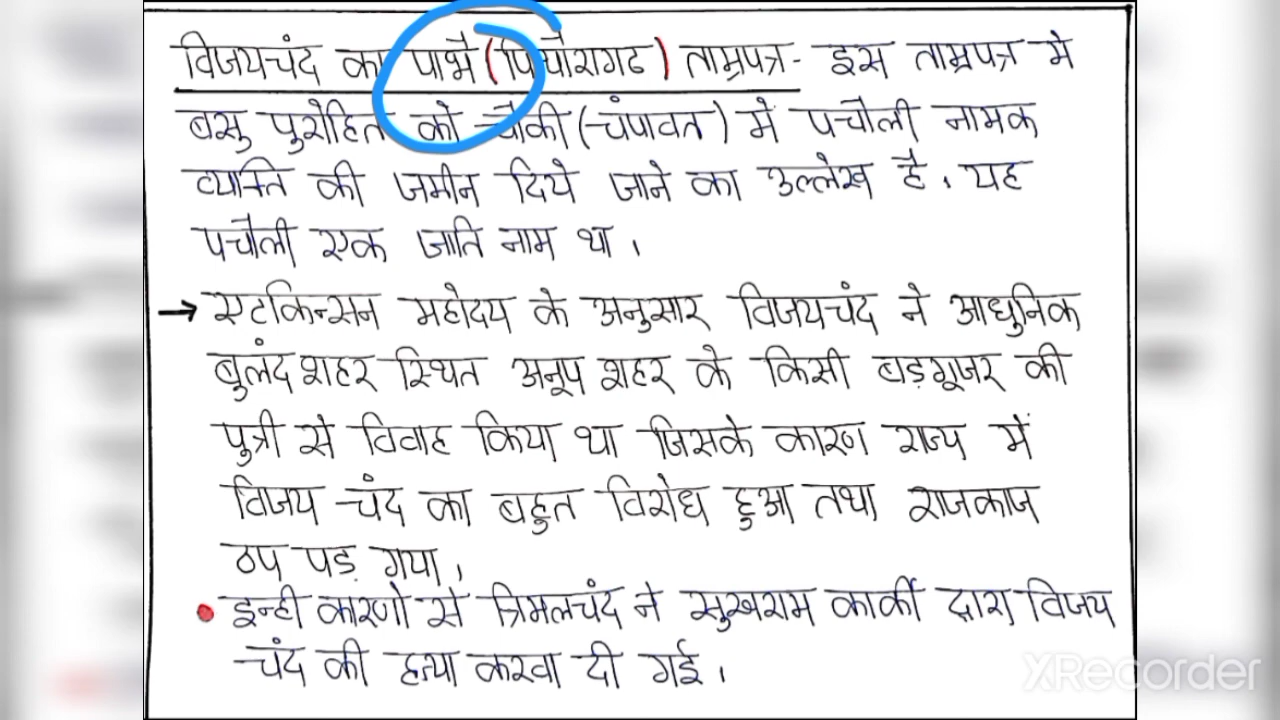 विजयचंद का पाभै (पिथौरागढ) ताम्रपत्र - इस ताम्रपत्र मे
बसु पुरोहित को चौकी (चंपावत) मे पचौली नामक
व्यक्ति की जमीन दिये जाने का उल्लेख है। यह
पचौली एक जाति नाम था।
→ एटकिन्सन महोदय के अनुसार विजयचंद ने आधुनिक
बुलंद शहर स्थित अनूप शहर के किसी बड़गूजर की
पुत्री से विवाह किया था जिसके कारण राज्य में
विजय चंद का बहुत विरोध हुआ तथा राजकाज
ठप पड़ गया।
• इन्ही कारणो से त्रिमलचंद ने सुखराम कार्की द्वारा विजय
चंद की हत्या करवा दी गई।
XRecorder